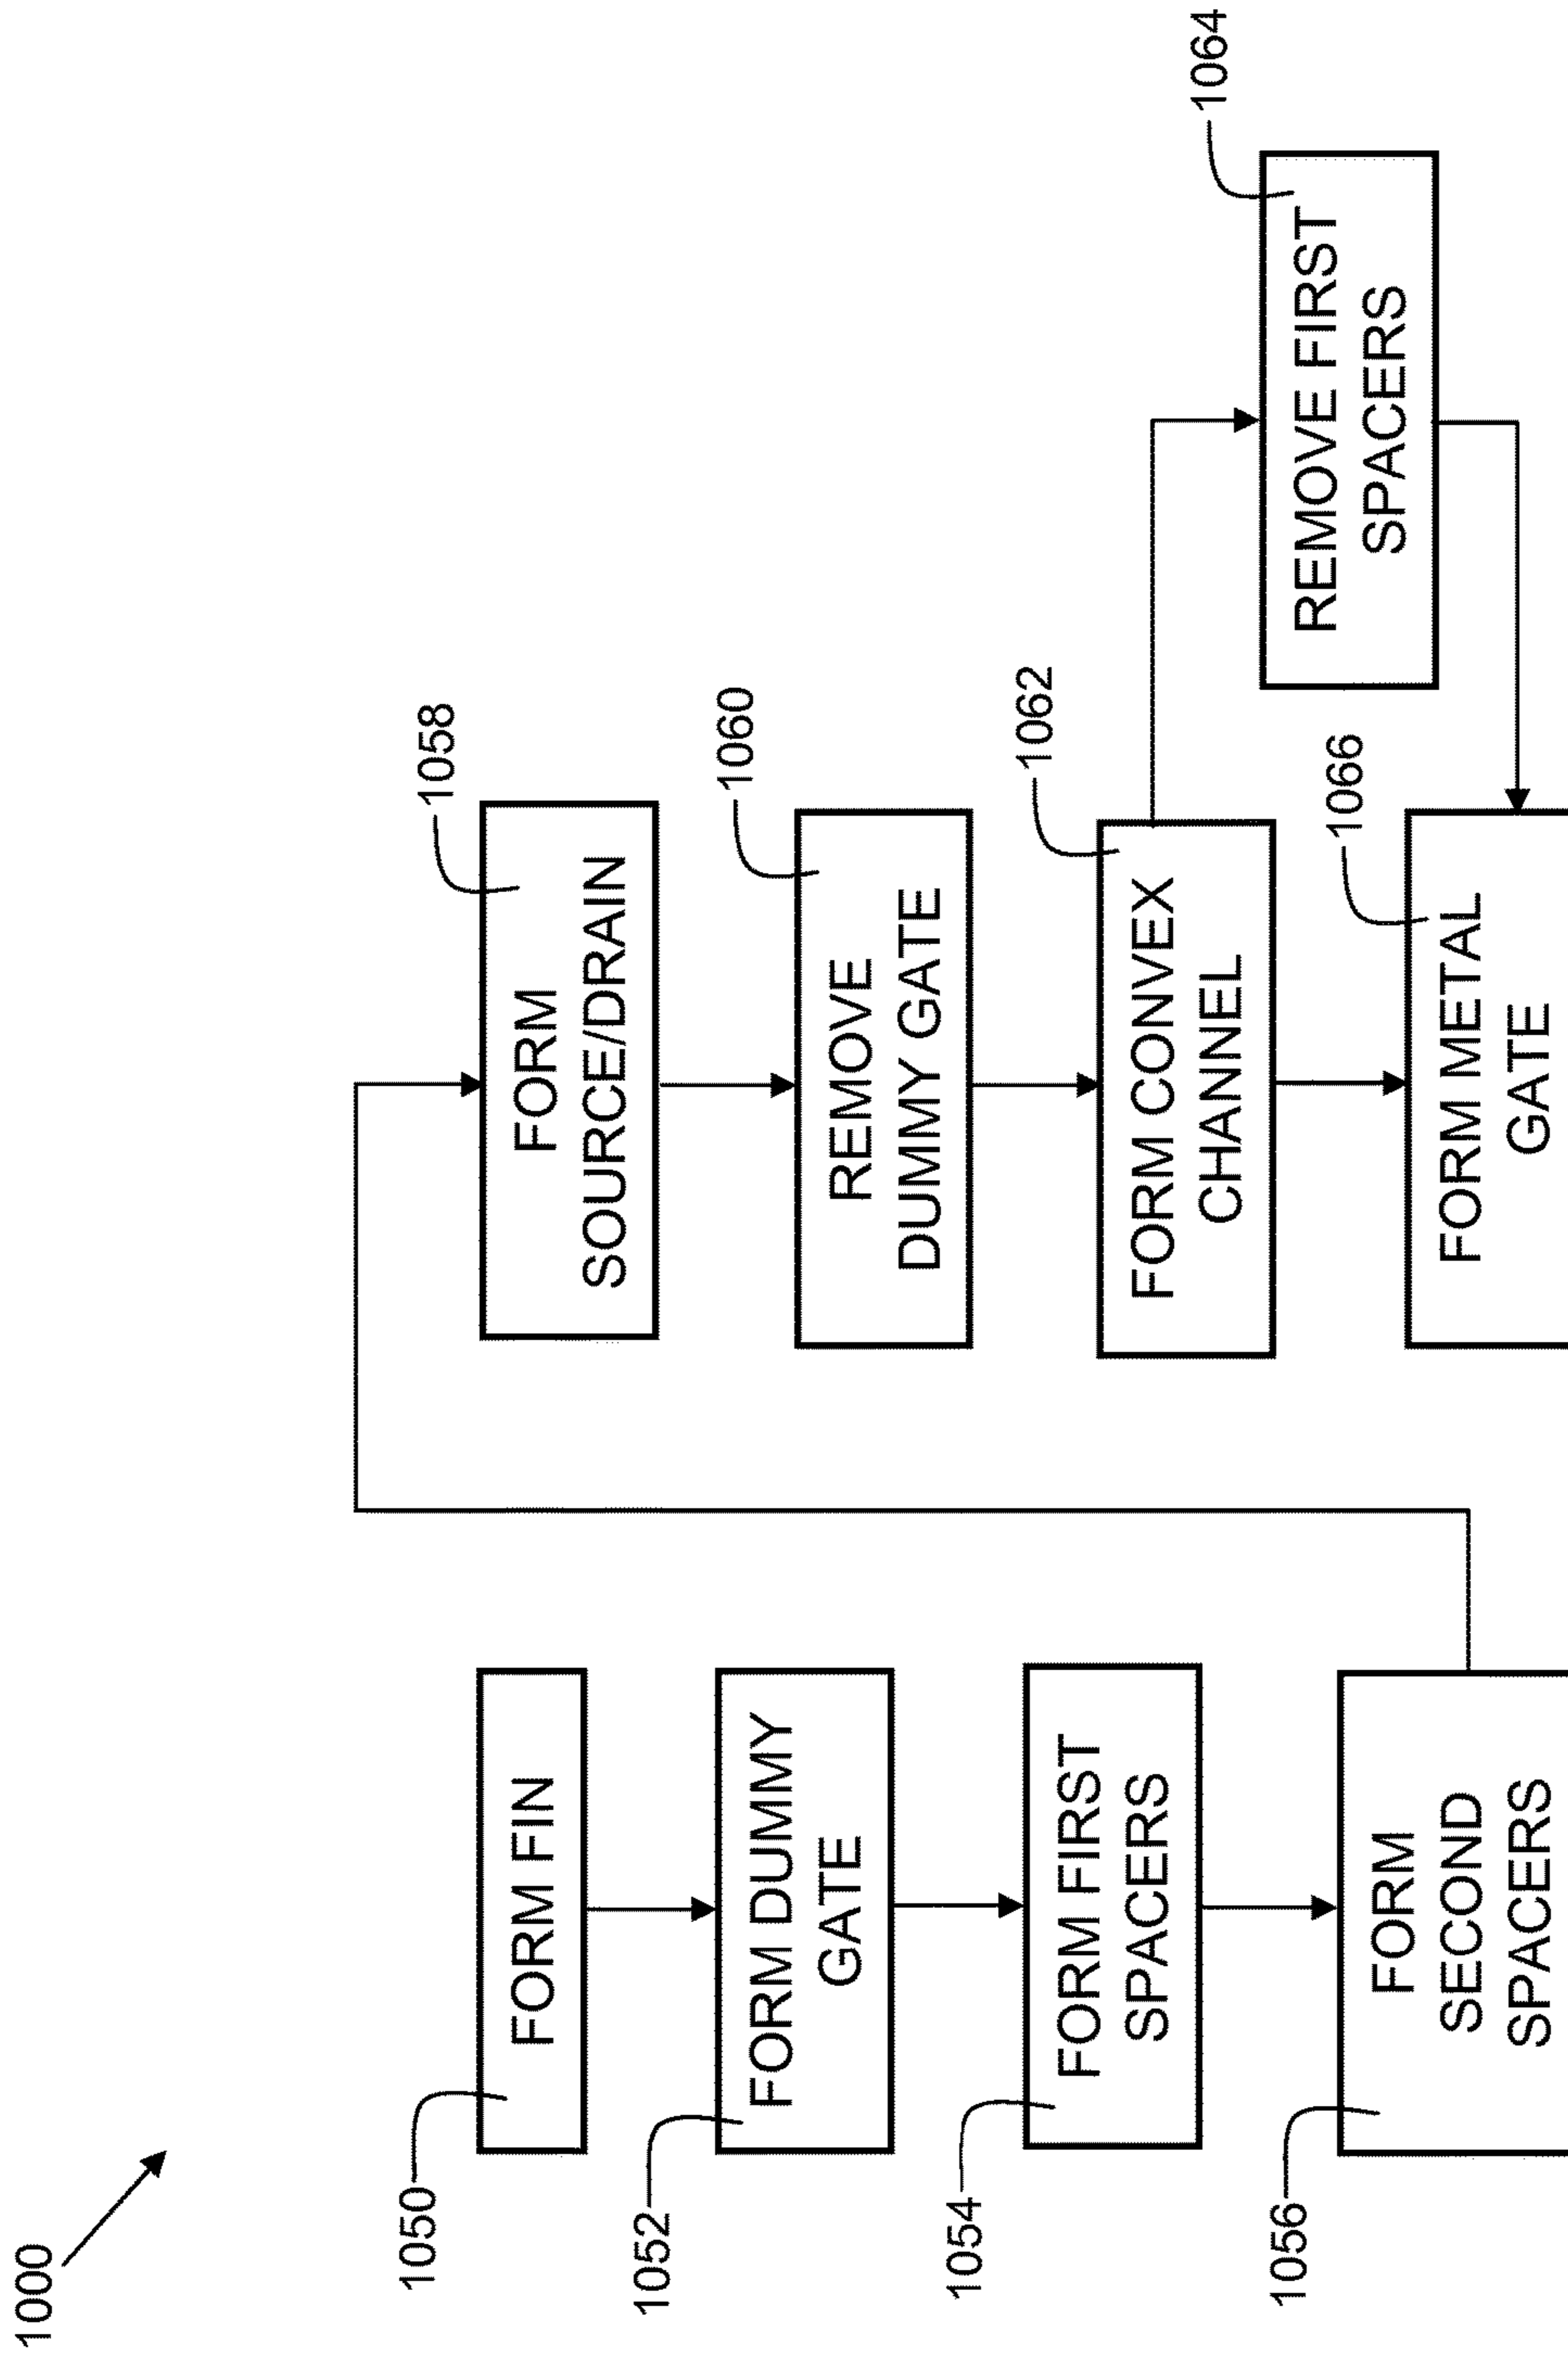 1000
1050
FORM FIN
1052
FORM DUMMY
GATE
1054
FORM FIRST
SPACERS
1056
FORM
SECOND
SPACERS
1058
FORM
SOURCE/DRAIN
1060
REMOVE
DUMMY GATE
1062
FORM CONVEX
CHANNEL
1064
REMOVE FIRST
SPACERS
1066
FORM METAL
GATE